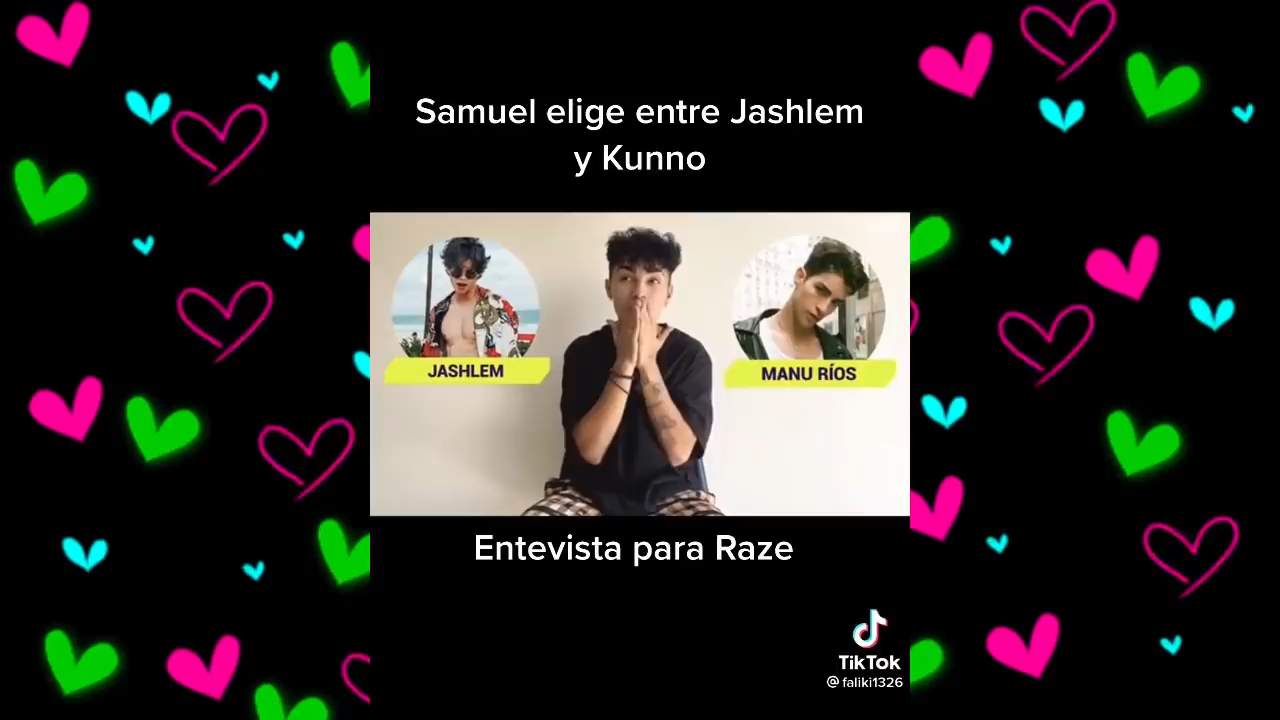 Samuel elige entre Jashlem
y Kunno
JASHLEM
MANU RÍOS
Entevista para Raze
TikTok
@faliki1326